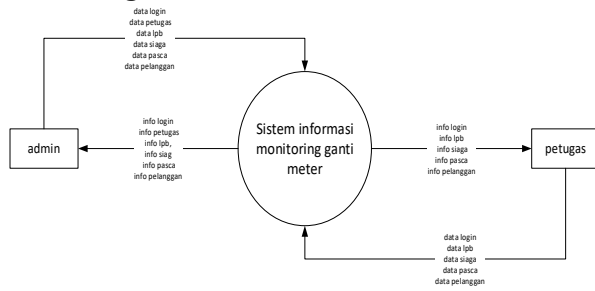 data login
data petugas
data lpb
data siaga
data pasca
data pelanggan
admin
info login
info petugas
info lpb,
info siag
info pasca
info pelanggan
Sistem informasi
monitoring ganti
meter
info login
info lpb
info siaga
info pasca
info pelanggan
petugas
data login
data lpb
data siaga
data pasca
data pelanggan